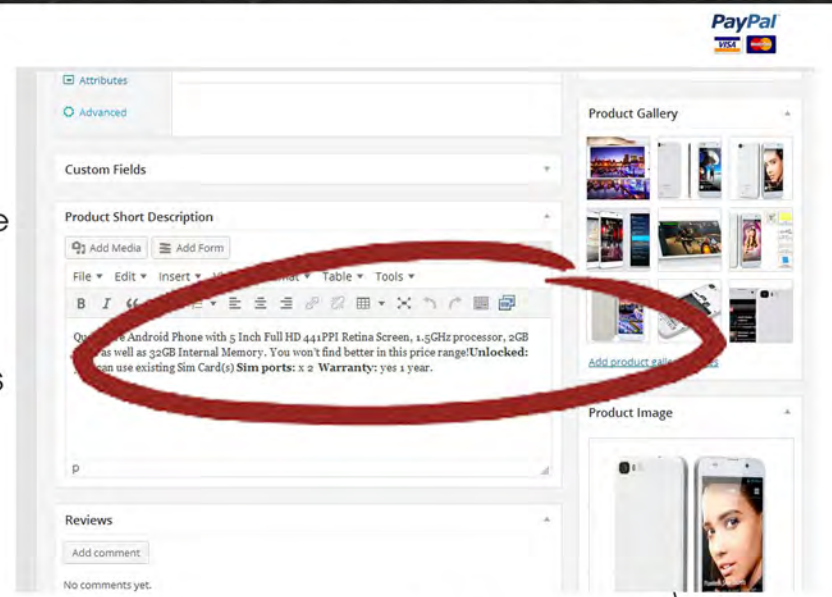 PayPal
VISA
Attributes
Advanced
Product Gallery
Custom Fields
Product Short Description
Add Media
Add Form
File Edit Insert Table Tools
B I
Android Phone with 5 Inch Full HD 441PPI Retina Screen, 1.5GHz processor, 2GB
as well as 32GB Internal Memory. You won't find better in this price range!Unlocked:
can use existing Sim Card(s) Sim ports: x 2 Warranty: yes 1 year.
Add product
p
Product Image
Reviews
Add comment
No comments yet.